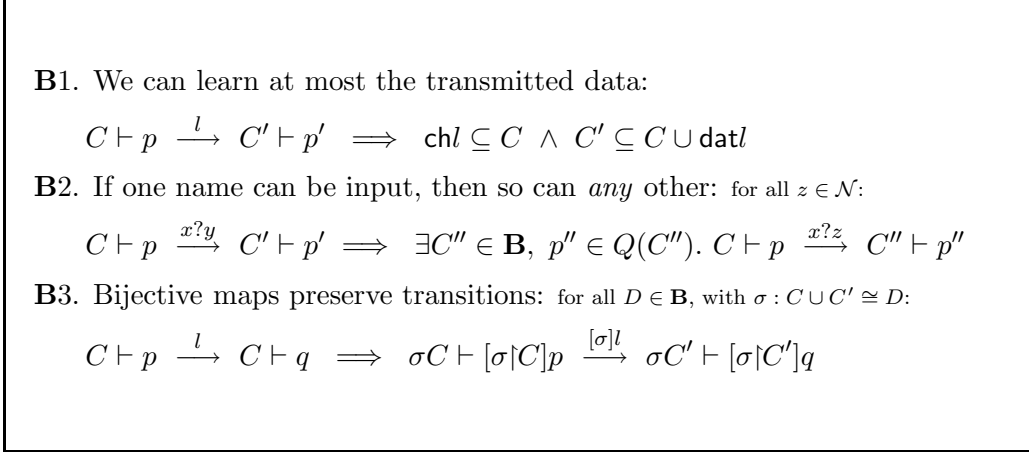 B1. We can learn at most the transmitted data:
C ⊢ p —l→ C′ ⊢ p′ ⟹ chl ⊆ C ∧ C′ ⊆ C ∪ datl
B2. If one name can be input, then so can any other: for all z ∈ 𝒩:
C ⊢ p —x?y→ C′ ⊢ p′ ⟹ ∃C″ ∈ B, p″ ∈ Q(C″). C ⊢ p —x?z→ C″ ⊢ p″
B3. Bijective maps preserve transitions: for all D ∈ B, with σ : C ∪ C′ ≅ D:
C ⊢ p —l→ C ⊢ q ⟹ σC ⊢ [σ↾C]p —[σ]l→ σC′ ⊢ [σ↾C′]q